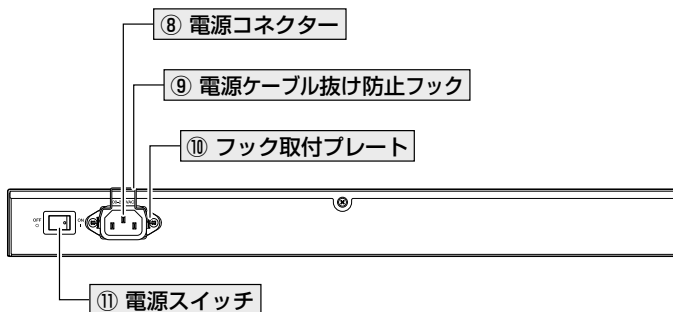 ⑧ 電源コネクター
⑨ 電源ケーブル抜け防止フック
⑩ フック取付プレート
OFF ON
○ I
⑪ 電源スイッチ